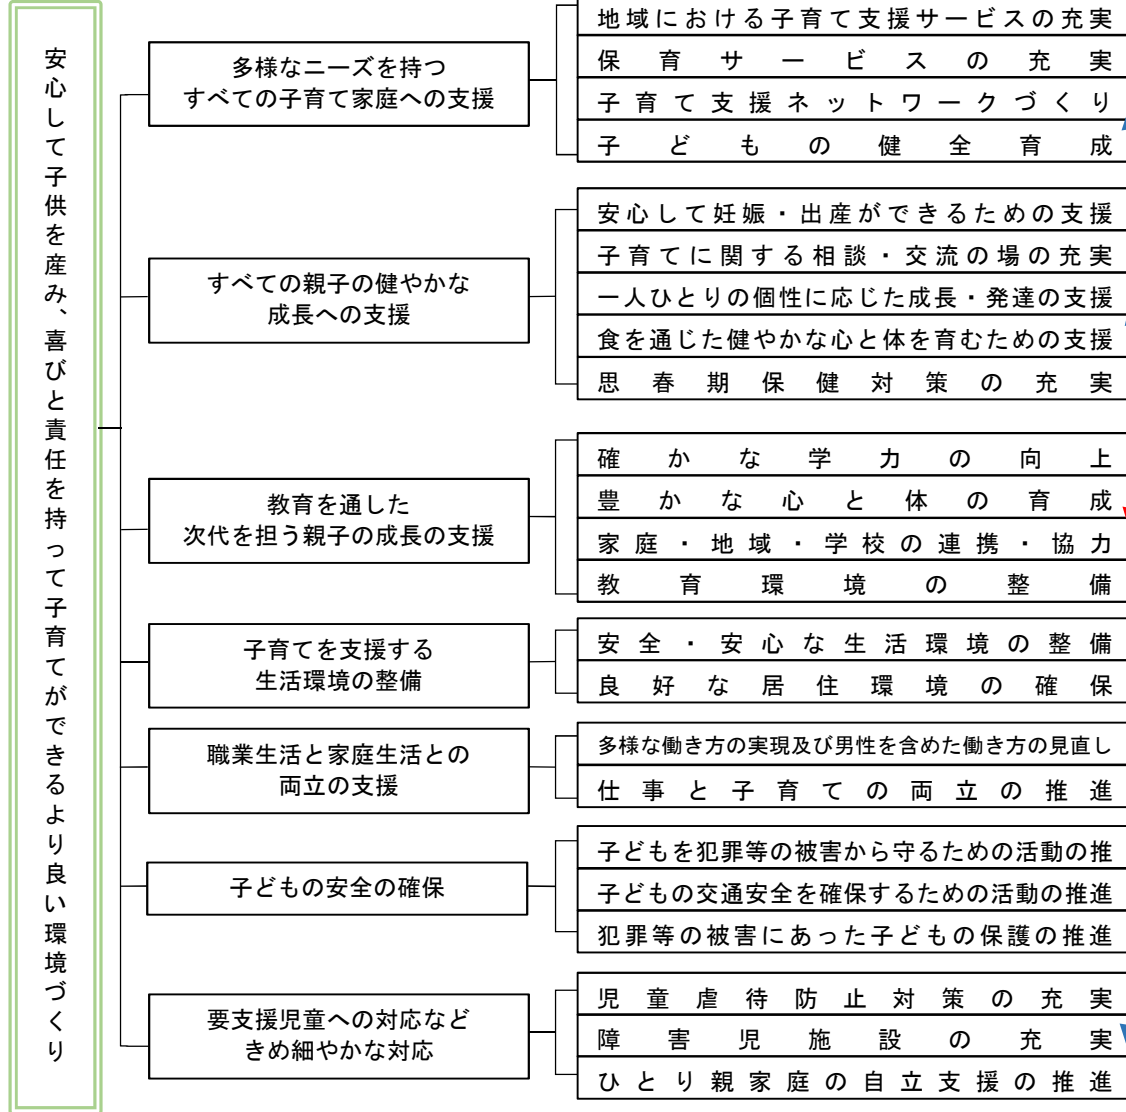 安心して子供を産み、喜びと責任を持って子育てができるより良い環境づくり
多様なニーズを持つ
すべての子育て家庭への支援
地域における子育て支援サービスの充実
保育サービスの充実
子育て支援ネットワークづくり
子どもの健全育成
すべての親子の健やかな
成長への支援
安心して妊娠・出産ができるための支援
子育てに関する相談・交流の場の充実
一人ひとりの個性に応じた成長・発達の支援
食を通じた健やかな心と体を育むための支援
思春期保健対策の充実
教育を通した
次代を担う親子の成長の支援
確かな学力の向上
豊かな心と体の育成
家庭・地域・学校の連携・協力
教育環境の整備
子育てを支援する
生活環境の整備
安全・安心な生活環境の整備
良好な居住環境の確保
職業生活と家庭生活との
両立の支援
多様な働き方の実現及び男性を含めた働き方の見直し
仕事と子育ての両立の推進
子どもの安全の確保
子どもを犯罪等の被害から守るための活動の推
子どもの交通安全を確保するための活動の推進
犯罪等の被害にあった子どもの保護の推進
要支援児童への対応など
きめ細やかな対応
児童虐待防止対策の充実
障害児施設の充実
ひとり親家庭の自立支援の推進